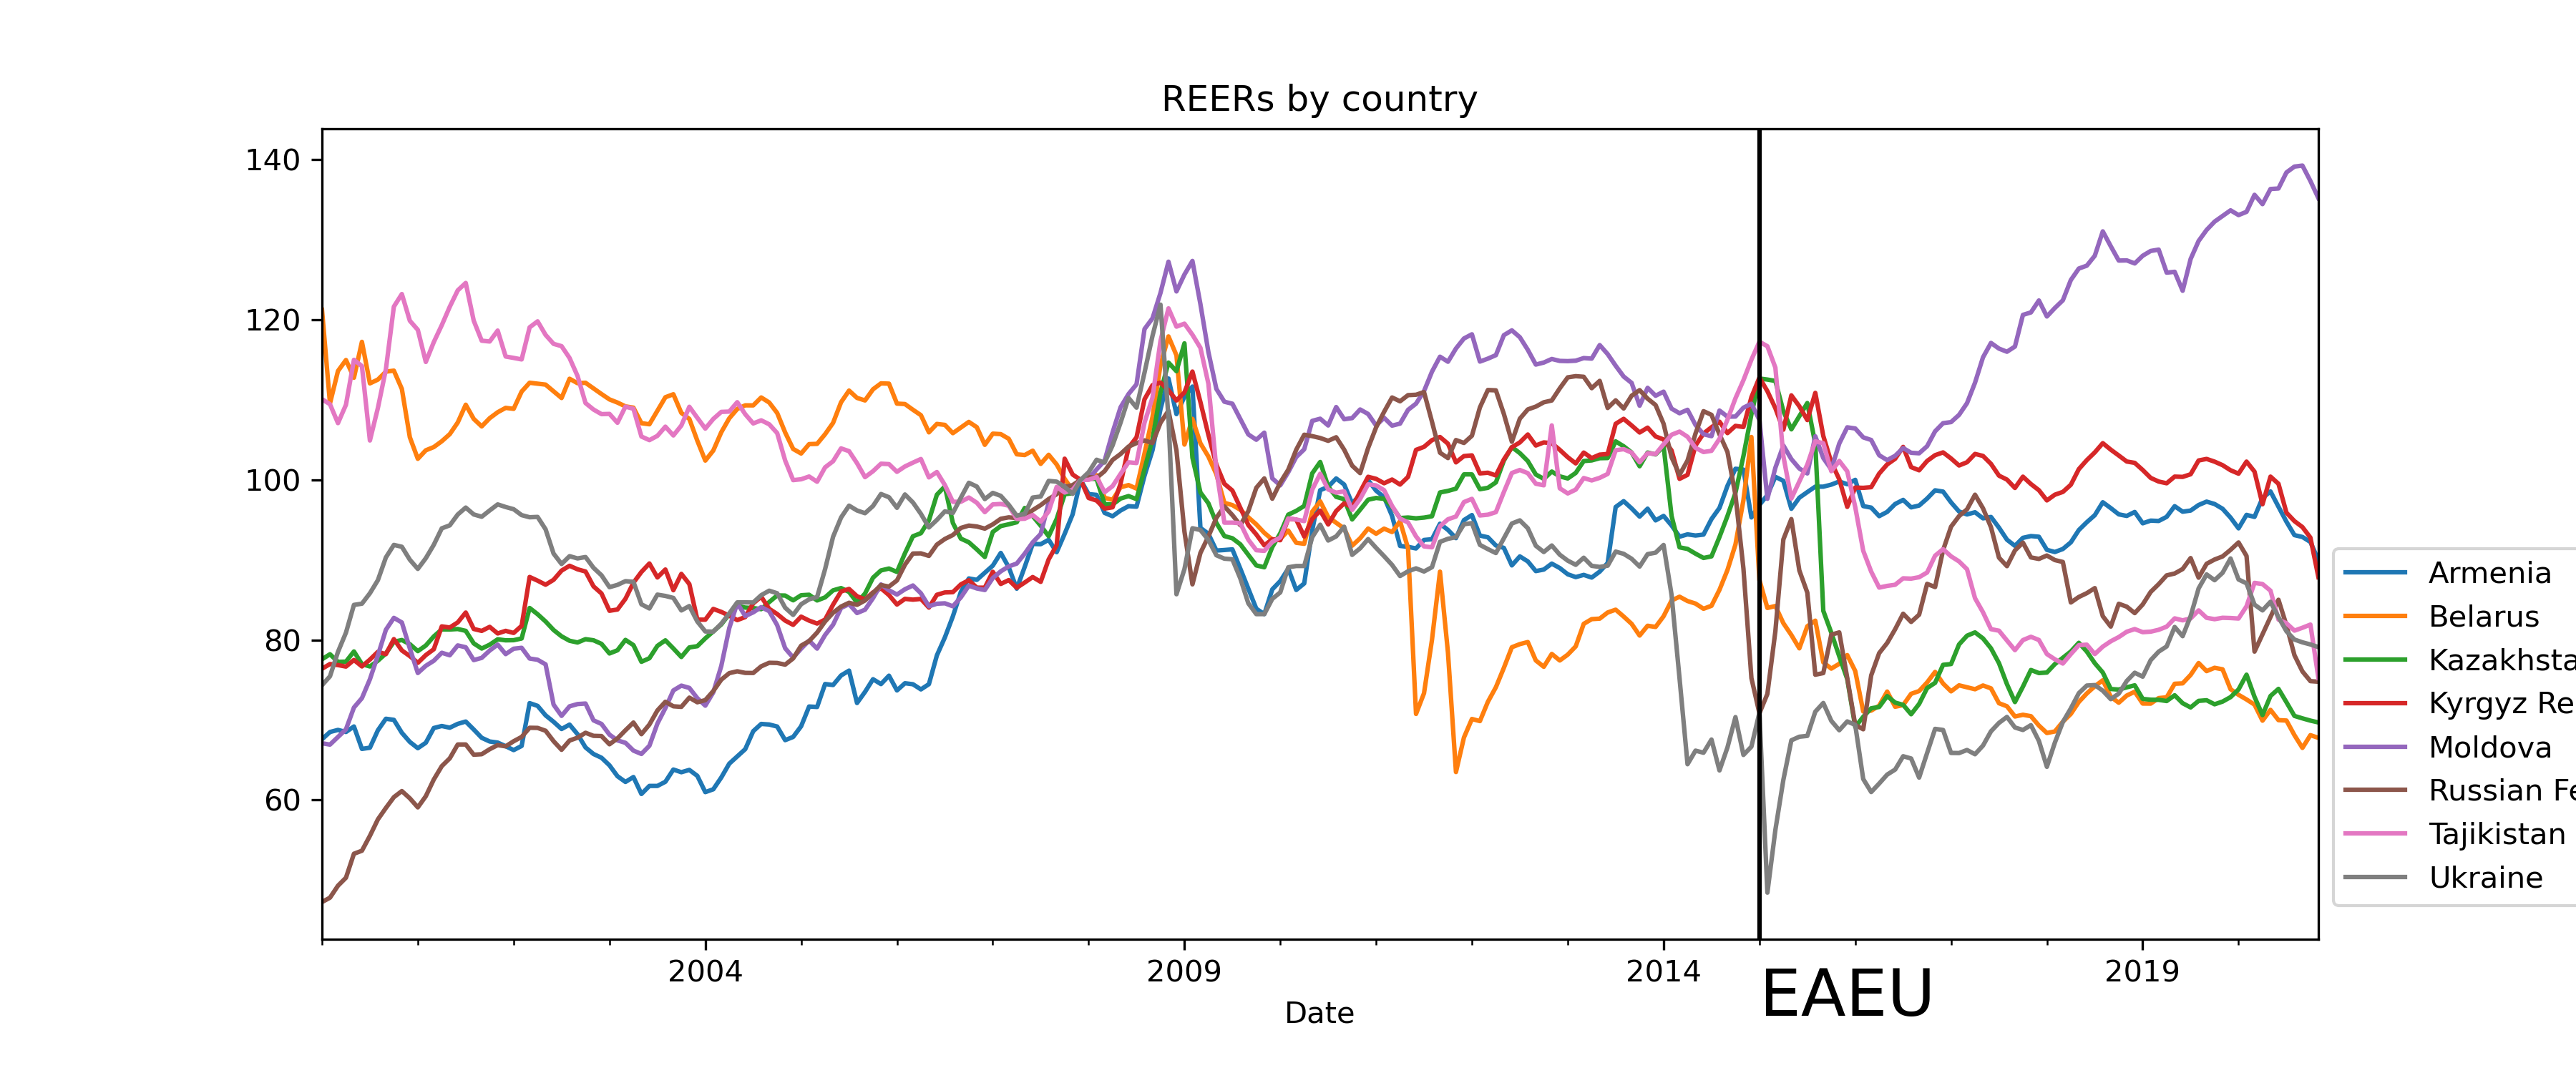 REERs by country
140
120
100
80
60
2004
2009
2014
2019
EAEU
Date
Armenia
Belarus
Kazakhsta
Kyrgyz Re
Moldova
Russian Fe
Tajikistan
Ukraine